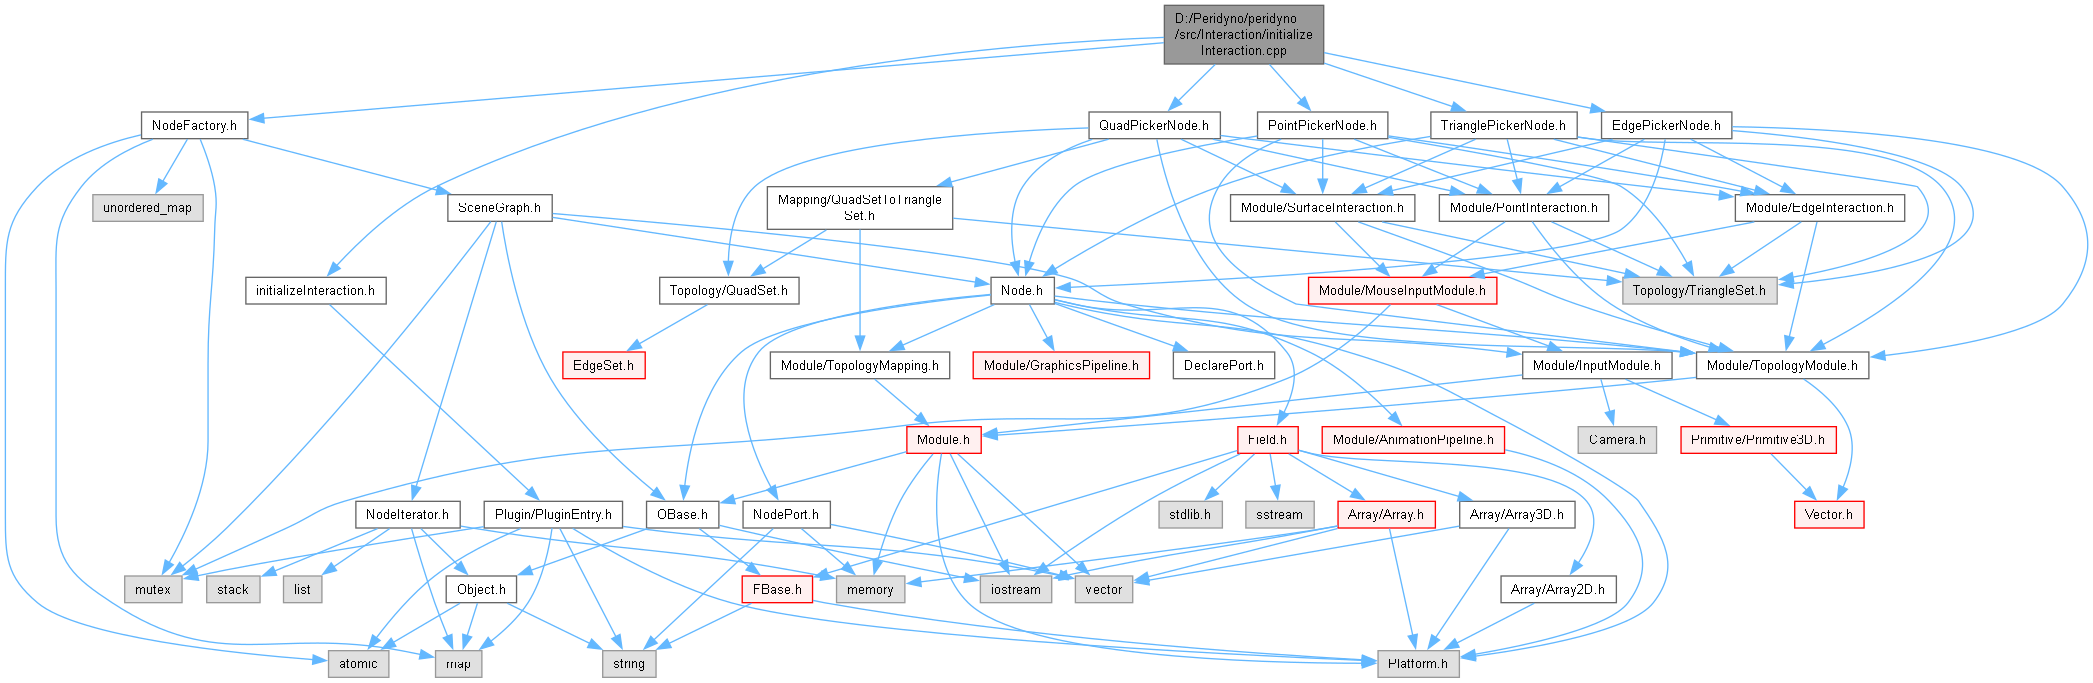 D:/Peridyno/peridyno
/src/Interaction/initialize
Interaction.cpp
NodeFactory.h
QuadPickerNode.h
PointPickerNode.h
TrianglePickerNode.h
EdgePickerNode.h
unordered_map
SceneGraph.h
Mapping/QuadSetToTriangle
Set.h
Module/SurfaceInteraction.h
Module/PointInteraction.h
Module/EdgeInteraction.h
initializeInteraction.h
Topology/QuadSet.h
Node.h
Module/MouseInputModule.h
Topology/TriangleSet.h
EdgeSet.h
Module/TopologyMapping.h
Module/GraphicsPipeline.h
DeclarePort.h
Module/InputModule.h
Module/TopologyModule.h
Module.h
Field.h
Module/AnimationPipeline.h
Camera.h
Primitive/Primitive3D.h
NodeIterator.h
Plugin/PluginEntry.h
OBase.h
NodePort.h
stdlib.h
sstream
Array/Array.h
Array/Array3D.h
Vector.h
mutex
stack
list
Object.h
FBase.h
memory
iostream
vector
Array/Array2D.h
atomic
map
string
Platform.h